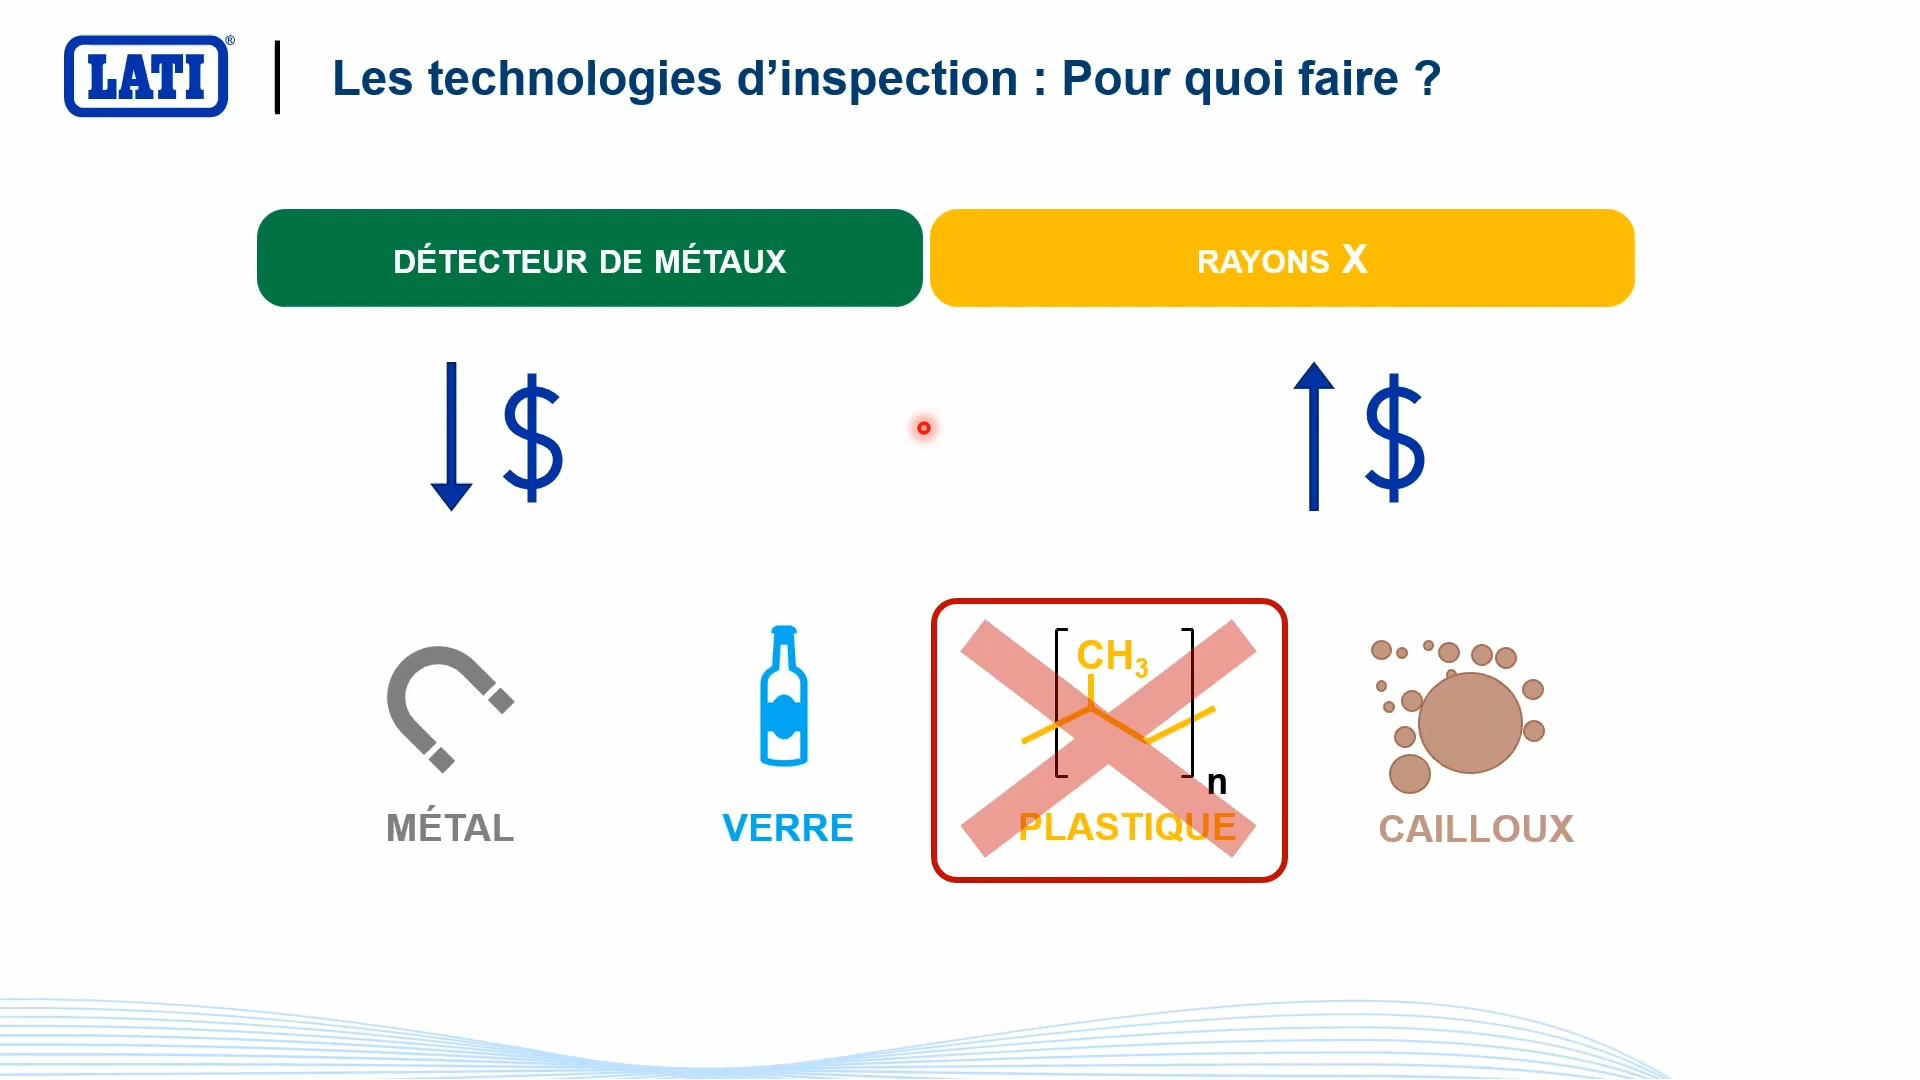 LATI®
Les technologies d’inspection : Pour quoi faire ?
DÉTECTEUR DE MÉTAUX
RAYONS X
$
$
CH3
n
MÉTAL
VERRE
PLASTIQUE
CAILLOUX